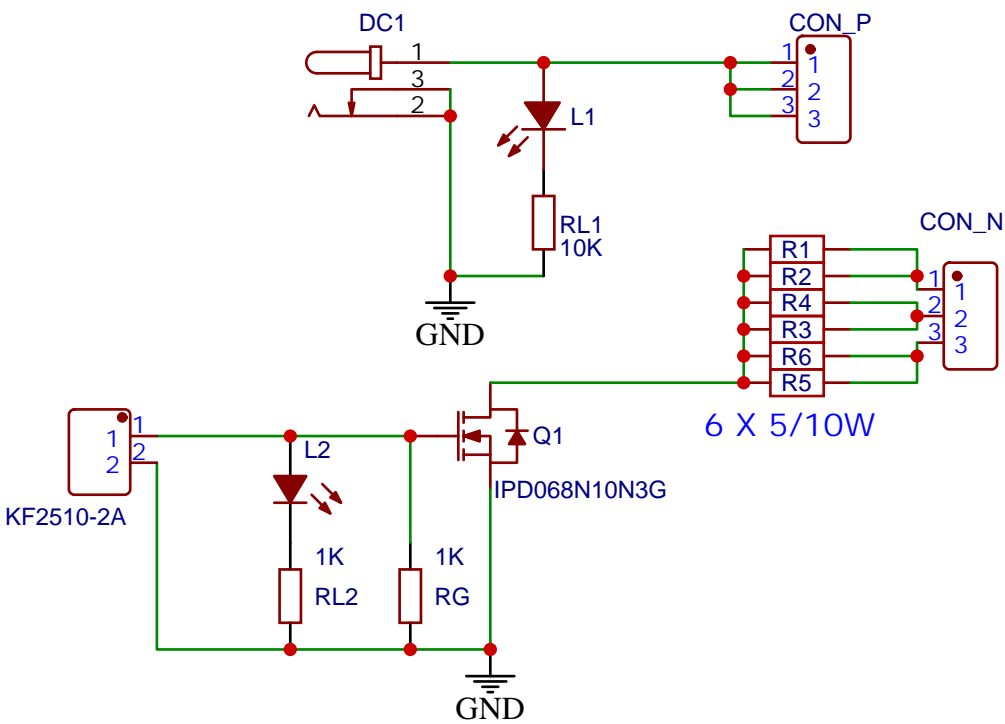 DC1
CON_P
1
3
2
1
2
3
1
2
3
L1
RL1
10K
GND
CON_N
R1
R2
R4
R3
R6
R5
1
2
3
1
2
3
6 X 5/10W
1
2
1
2
KF2510-2A
L2
Q1
IPD068N10N3G
1K
RL2
1K
RG
GND